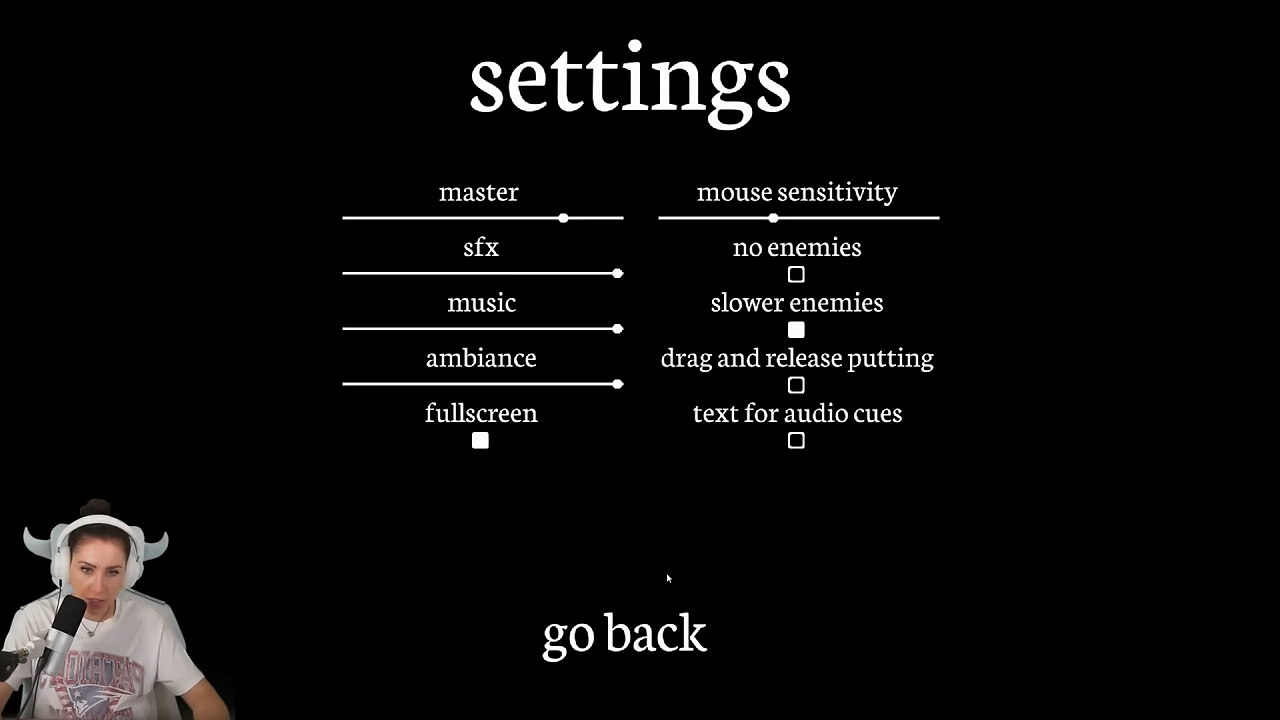 settings
master
sfx
music
ambiance
fullscreen
mouse sensitivity
no enemies
slower enemies
drag and release putting
text for audio cues
go back